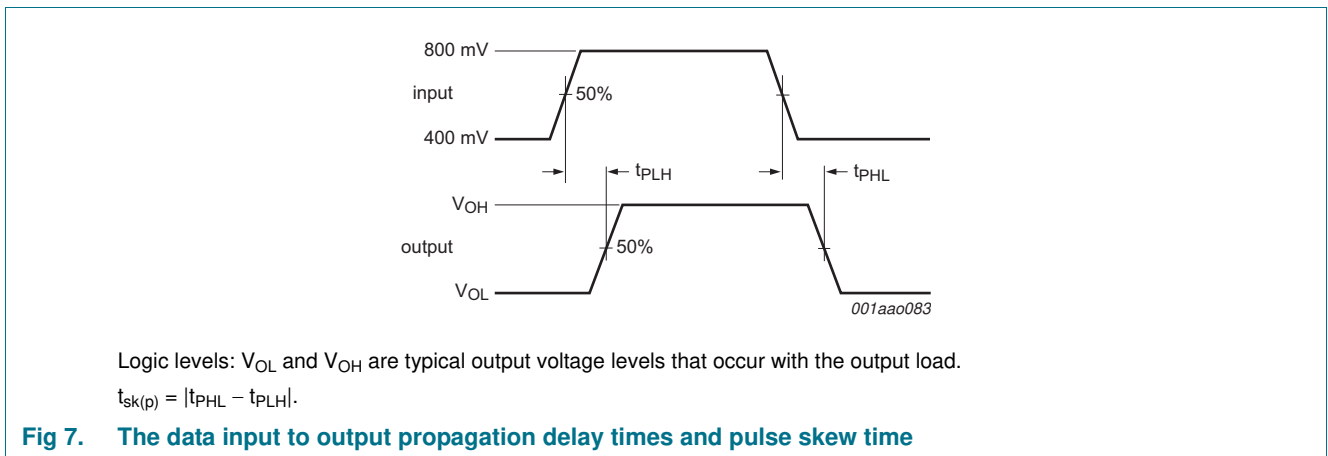 800 mV
input
50%
400 mV
tPLH
tPHL
VOH
output
50%
VOL
001aao083
Logic levels: VOL and VOH are typical output voltage levels that occur with the output load.
tsk(p) = |tPHL − tPLH|.
Fig 7. The data input to output propagation delay times and pulse skew time